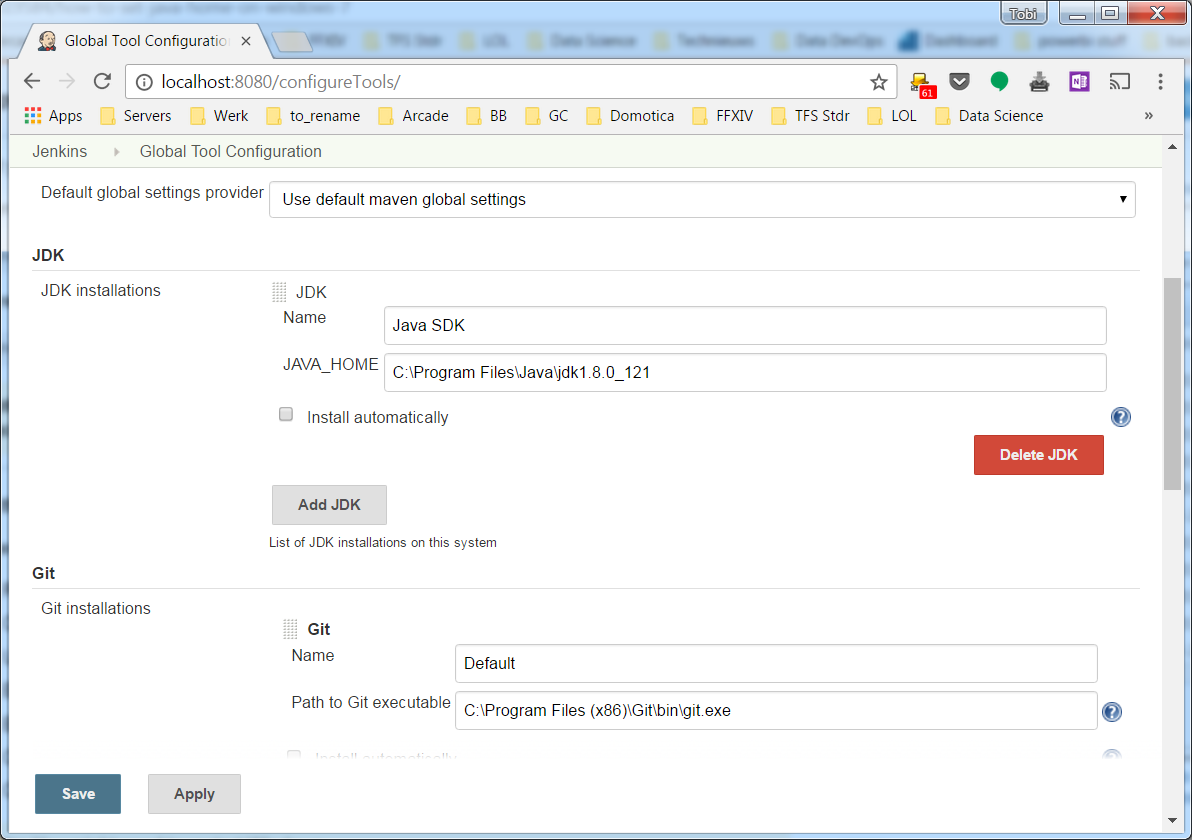 Tobi
Global Tool Configuratio
localhost:8080/configureTools/
61
Apps Servers Werk to_rename Arcade BB GC Domotica FFXIV TFS Stdr LOL Data Science »
Jenkins Global Tool Configuration
Default global settings provider Use default maven global settings
JDK
JDK installations
JDK
Name Java SDK
JAVA_HOME C:\Program Files\Java\jdk1.8.0_121
Install automatically
Delete JDK
Add JDK
List of JDK installations on this system
Git
Git installations
Git
Name Default
Path to Git executable C:\Program Files (x86)\Git\bin\git.exe
Install automatically
Save Apply